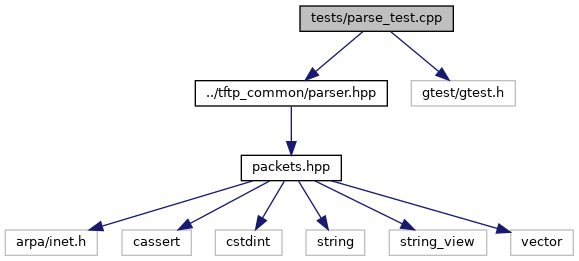 tests/parse_test.cpp
../tftp_common/parser.hpp
gtest/gtest.h
packets.hpp
arpa/inet.h
cassert
cstdint
string
string_view
vector